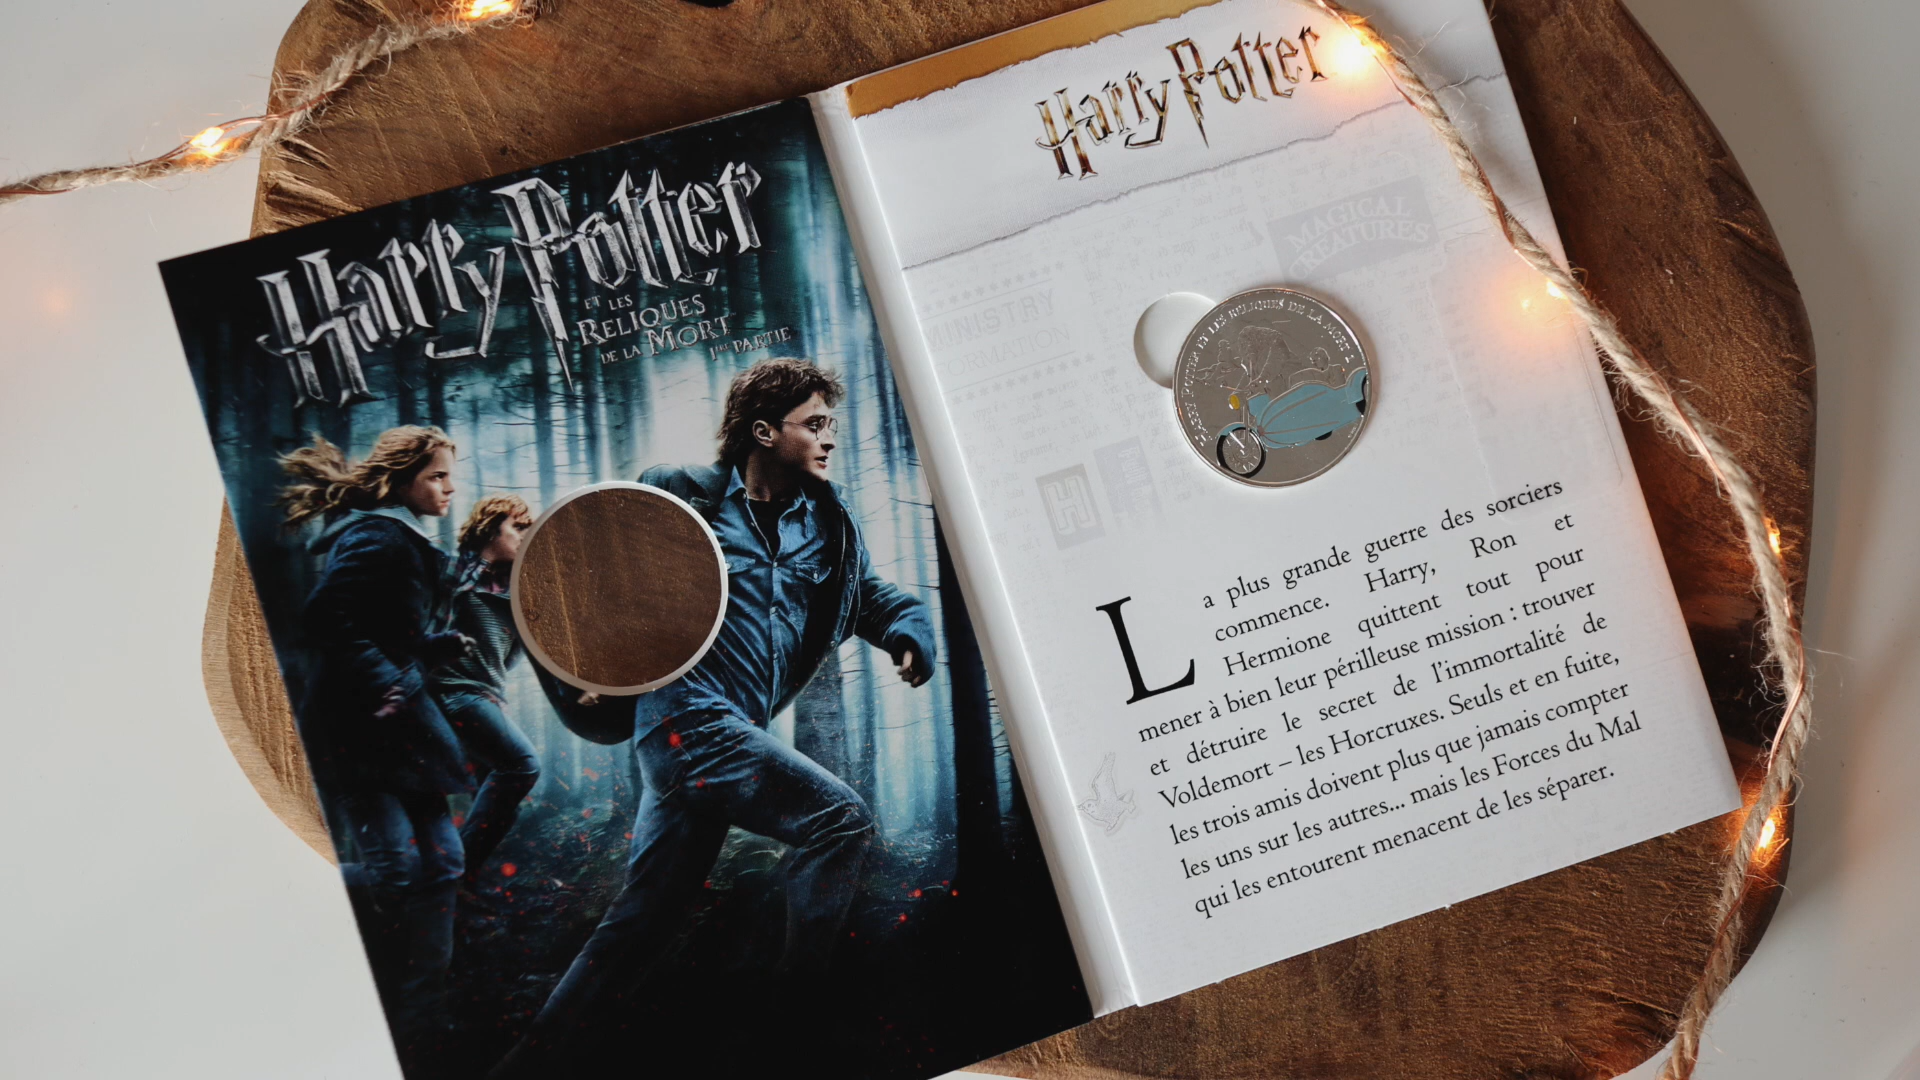 Harry Potter
ET LES
RELIQUES
DE LA MORT
1ÈRE PARTIE
Harry Potter
MAGICAL
CREATURES
MINISTRY
HARRY POTTER ET LES RELIQUES DE LA MORT 1
La plus grande guerre des sorciers
commence. Harry, Ron et
Hermione quittent tout pour
mener à bien leur périlleuse mission : trouver
et détruire le secret de l'immortalité de
Voldemort – les Horcruxes. Seuls et en fuite,
les trois amis doivent plus que jamais compter
les uns sur les autres... mais les Forces du Mal
qui les entourent menacent de les séparer.